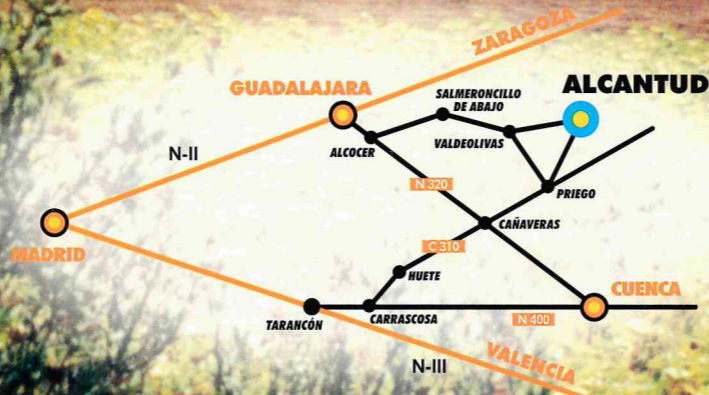 ZARAGOZA
GUADALAJARA
SALMERONCILLO
DE ABAJO
ALCANTUD
ALCOCER
VALDEOLIVAS
N-II
N 320
PRIEGO
CAÑAVERAS
MADRID
C 310
HUETE
CUENCA
TARANCÓN
CARRASCOSA
N 400
VALENCIA
N-III